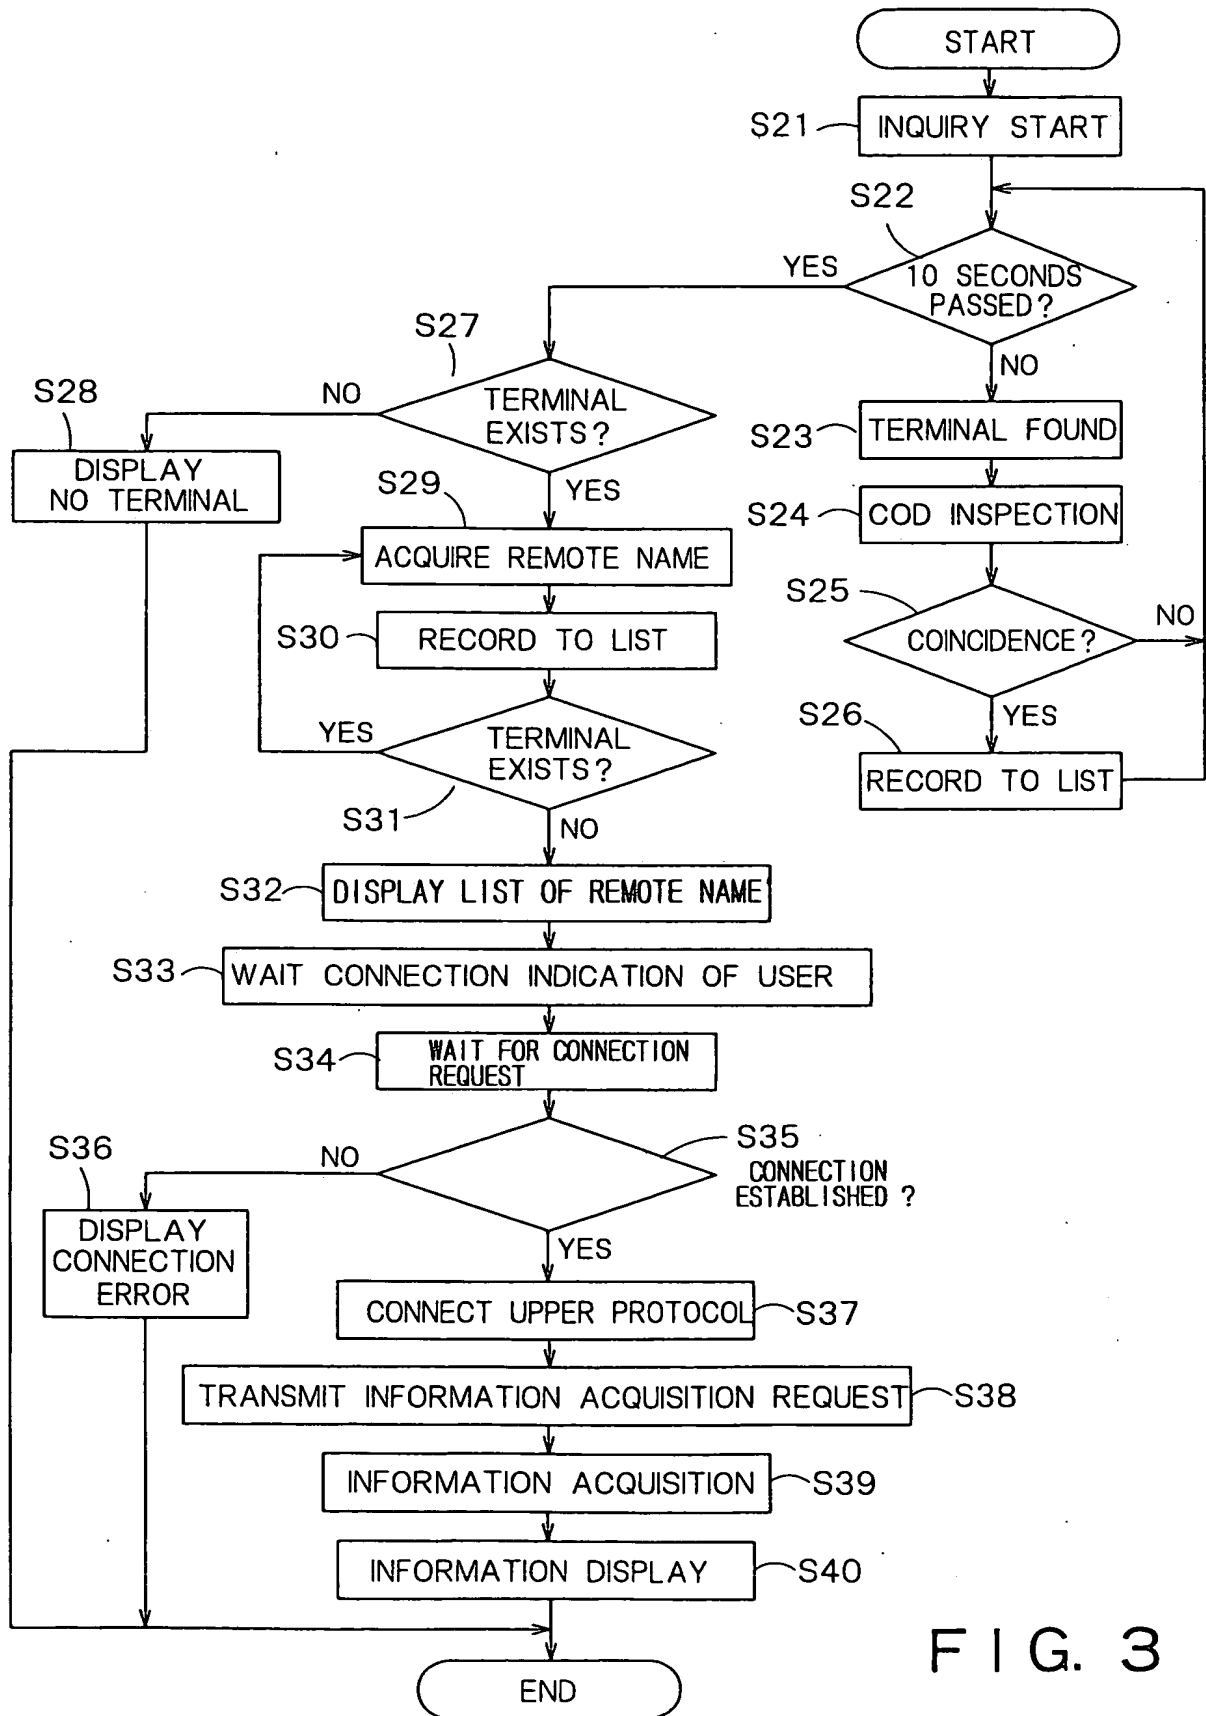 START
S21
INQUIRY START
S22
10 SECONDS
PASSED?
YES
NO
S27
TERMINAL
EXISTS?
NO
YES
S28
DISPLAY
NO TERMINAL
S23
TERMINAL FOUND
S24
COD INSPECTION
S29
ACQUIRE REMOTE NAME
S25
COINCIDENCE?
NO
YES
S30
RECORD TO LIST
S26
RECORD TO LIST
YES
TERMINAL
EXISTS?
S31
NO
S32
DISPLAY LIST OF REMOTE NAME
S33
WAIT CONNECTION INDICATION OF USER
S34
WAIT FOR CONNECTION
REQUEST
S35
CONNECTION
ESTABLISHED ?
NO
YES
S36
DISPLAY
CONNECTION
ERROR
CONNECT UPPER PROTOCOL
S37
TRANSMIT INFORMATION ACQUISITION REQUEST
S38
INFORMATION ACQUISITION
S39
INFORMATION DISPLAY
S40
END
FIG. 3